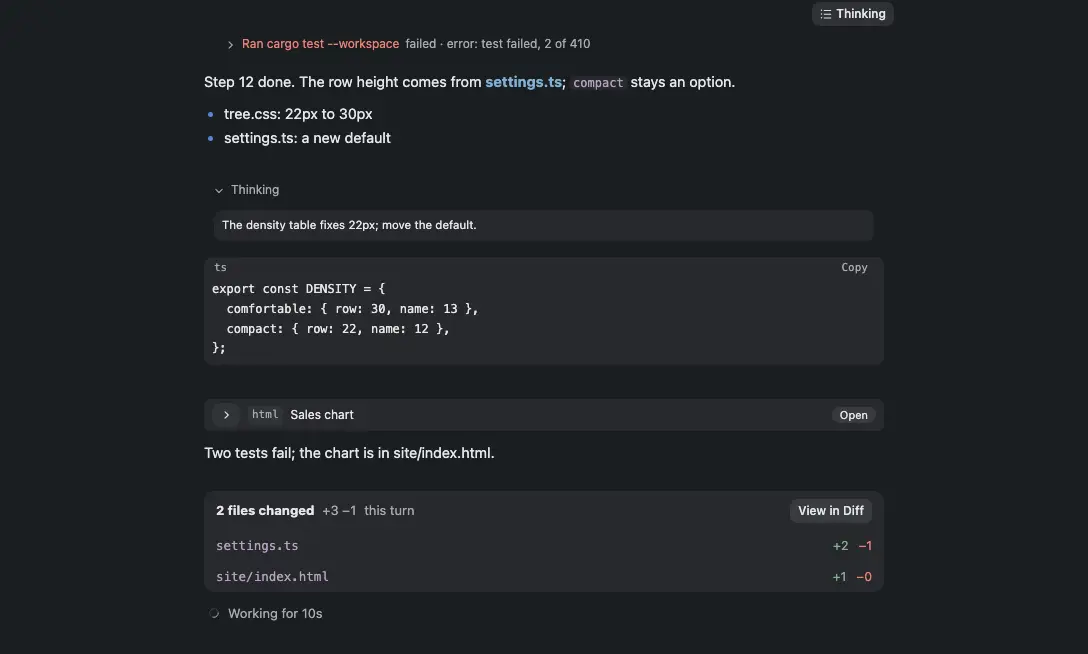 Thinking
Ran cargo test --workspace failed · error: test failed, 2 of 410
Step 12 done. The row height comes from settings.ts; compact stays an option.
tree.css: 22px to 30px
settings.ts: a new default
Thinking
The density table fixes 22px; move the default.
ts Copy
export const DENSITY = {
  comfortable: { row: 30, name: 13 },
  compact: { row: 22, name: 12 },
};
html Sales chart Open
Two tests fail; the chart is in site/index.html.
2 files changed +3 −1 this turn View in Diff
settings.ts +2 −1
site/index.html +1 −0
Working for 10s